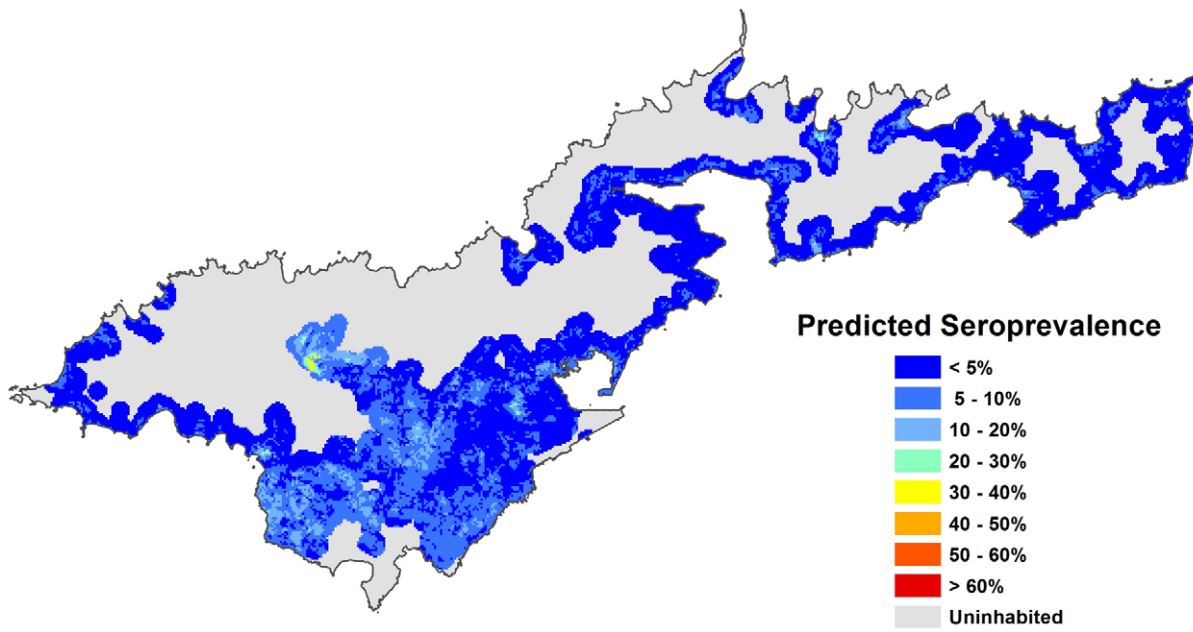 Predicted Seroprevalence
< 5%
5 - 10%
10 - 20%
20 - 30%
30 - 40%
40 - 50%
50 - 60%
> 60%
Uninhabited